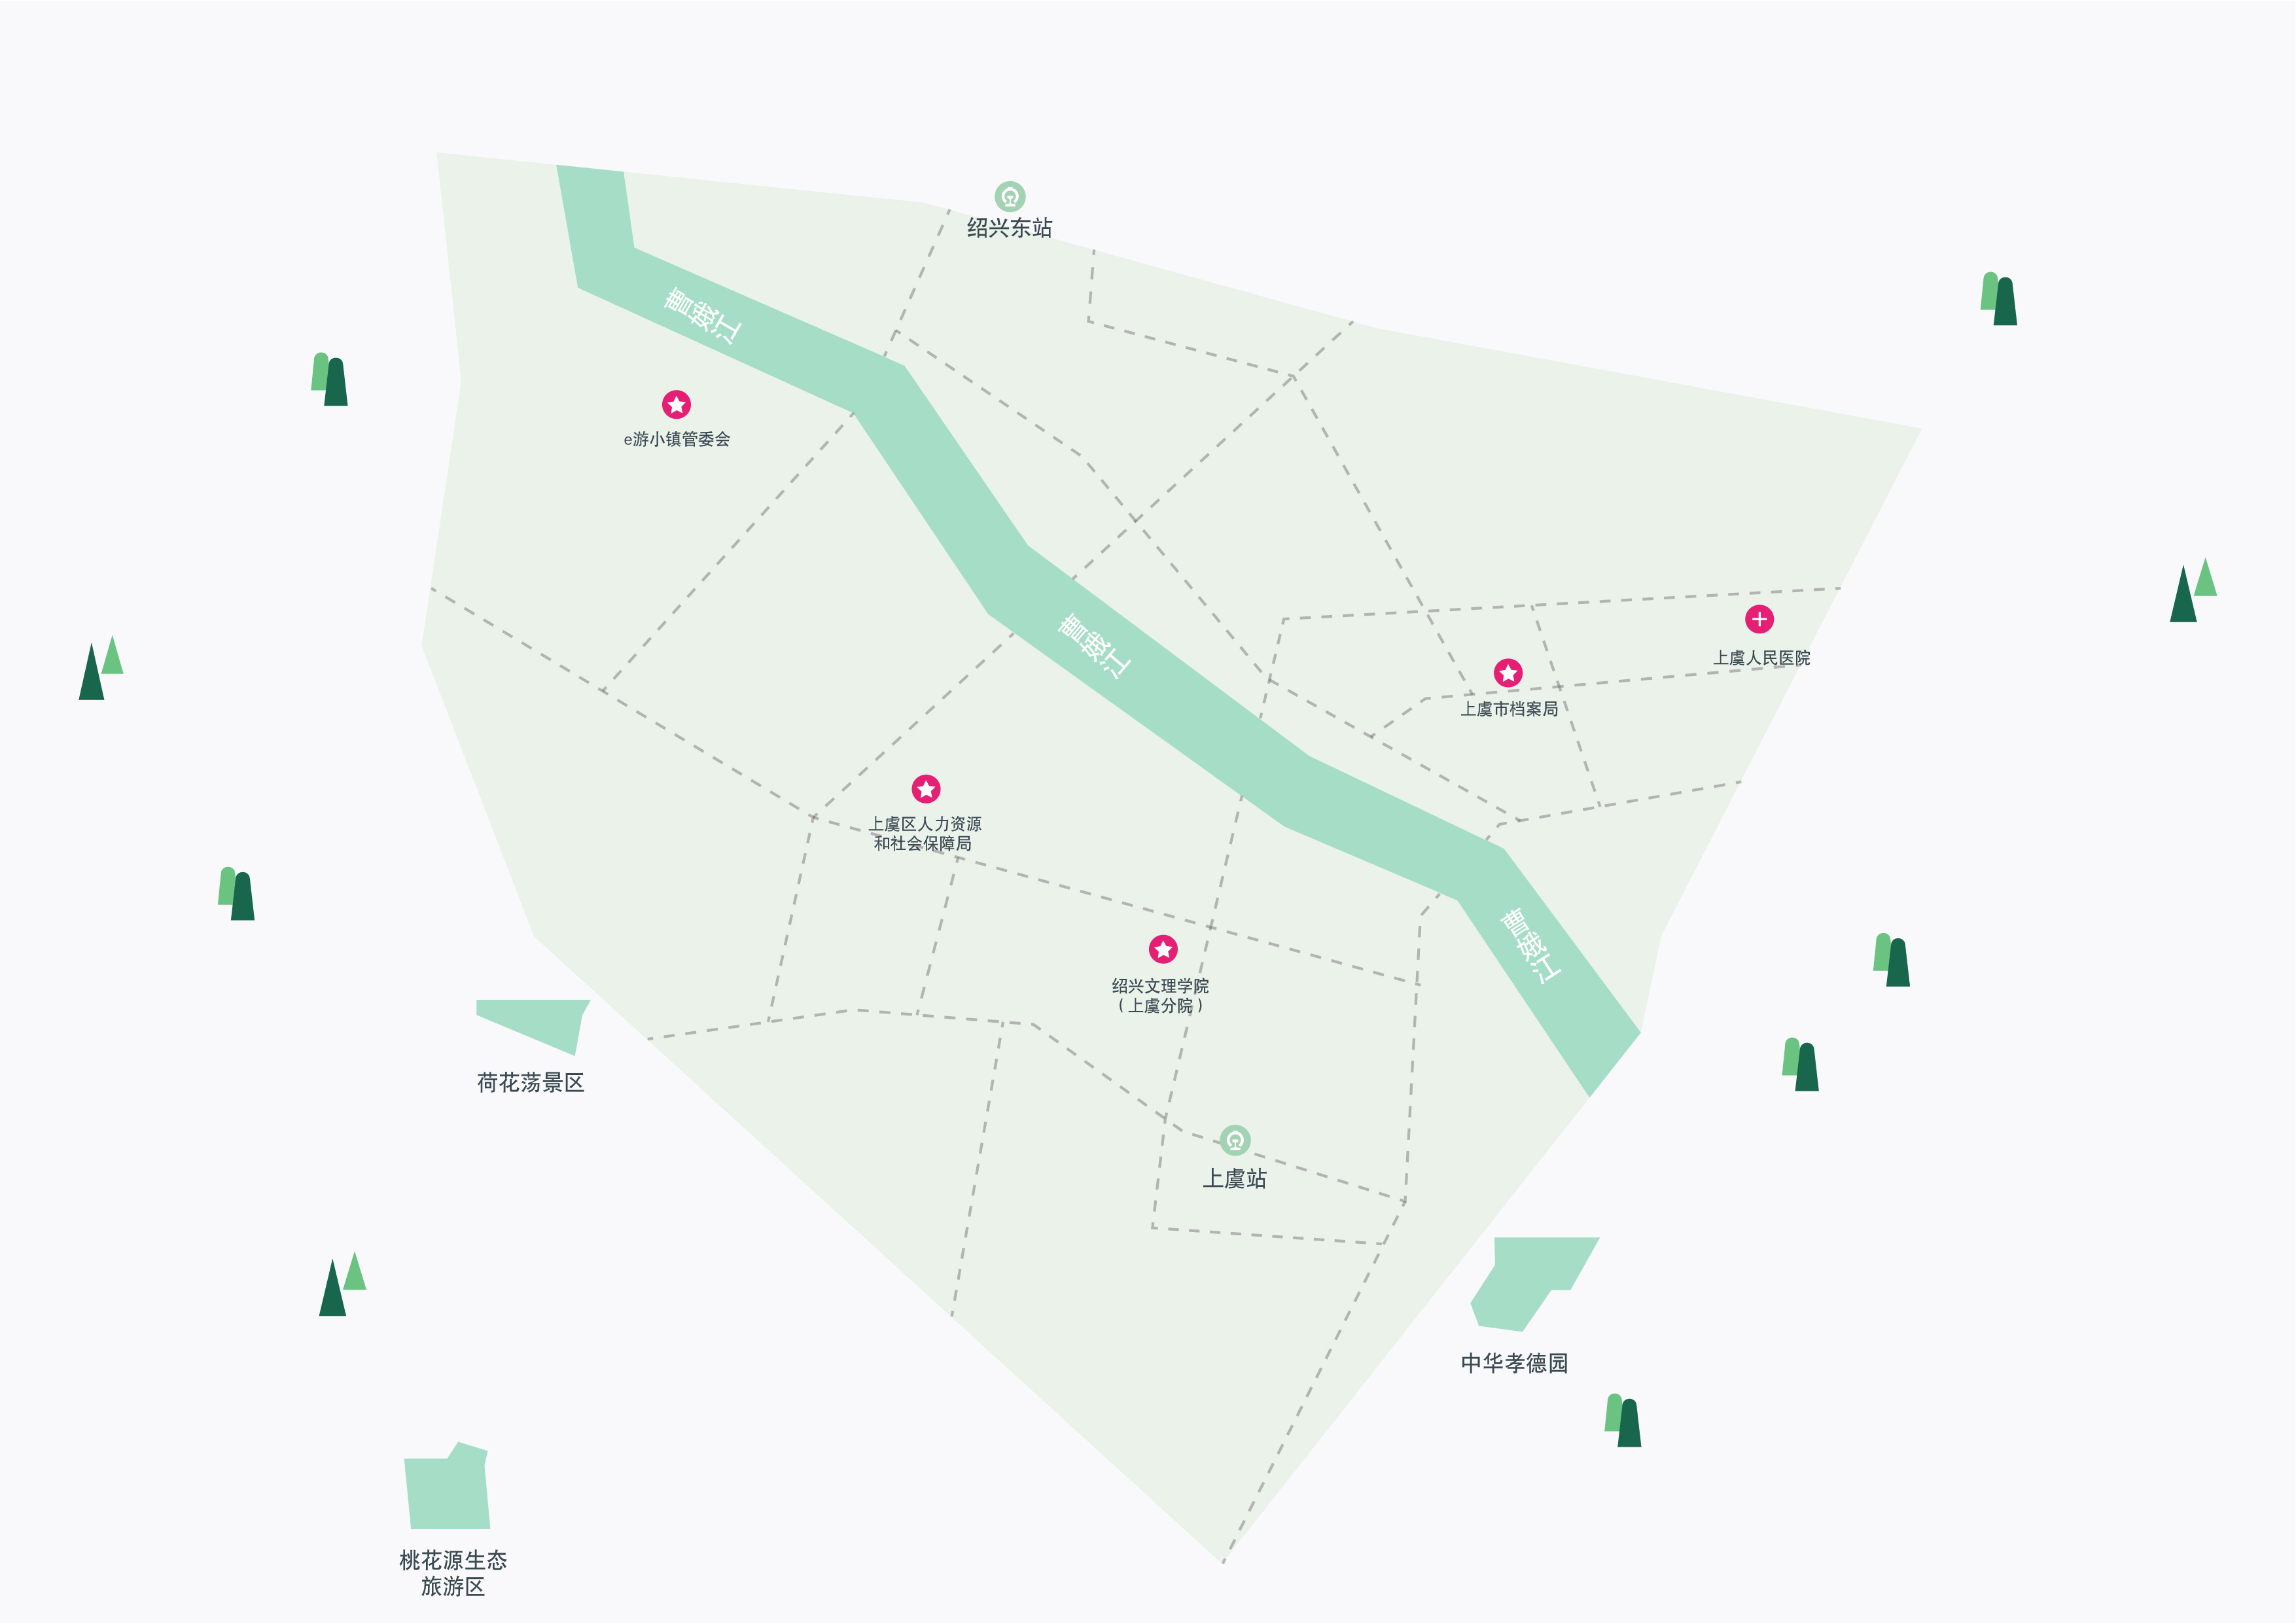 绍兴东站
曹娥江
e游小镇管委会
曹娥江
上虞人民医院
上虞市档案局
上虞区人力资源
和社会保障局
曹娥江
绍兴文理学院
(上虞分院)
荷花荡景区
上虞站
中华孝德园
桃花源生态
旅游区